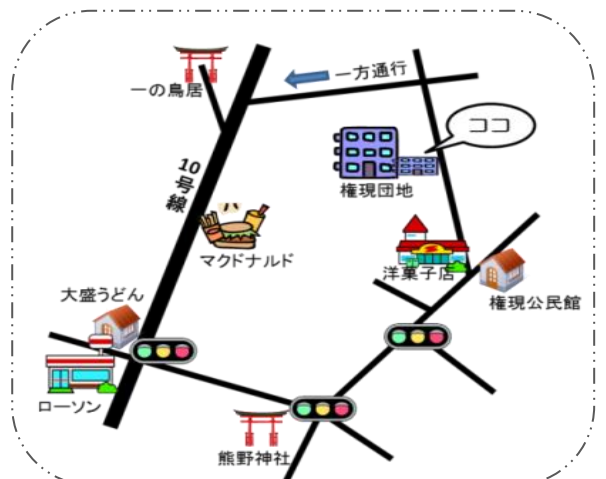 一方通行
一の鳥居
ココ
10号線
権現団地
マクドナルド
洋菓子店
権現公民館
大盛うどん
ローソン
熊野神社